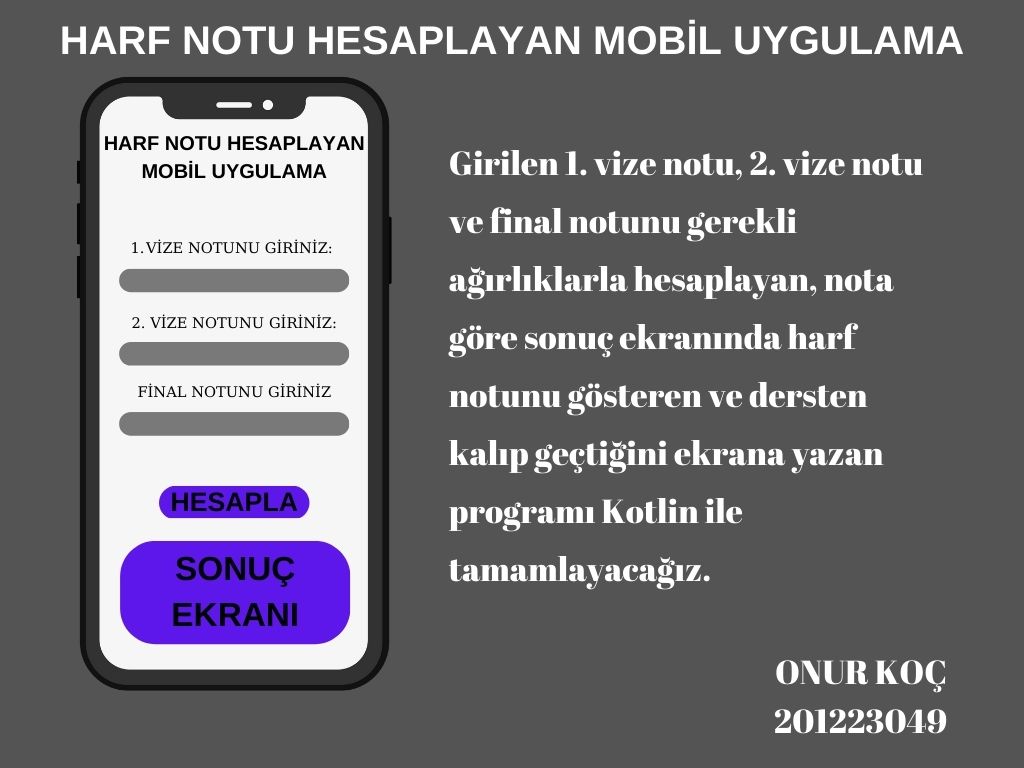 HARF NOTU HESAPLAYAN MOBİL UYGULAMA
HARF NOTU HESAPLAYAN
MOBİL UYGULAMA
1.VİZE NOTUNU GİRİNİZ:
2. VİZE NOTUNU GİRİNİZ:
FİNAL NOTUNU GİRİNİZ
HESAPLA
SONUÇ
EKRANI
Girilen 1. vize notu, 2. vize notu
ve final notunu gerekli
ağırlıklarla hesaplayan, nota
göre sonuç ekranında harf
notunu gösteren ve dersten
kalıp geçtiğini ekrana yazan
programı Kotlin ile
tamamlayacağız.
ONUR KOÇ
201223049